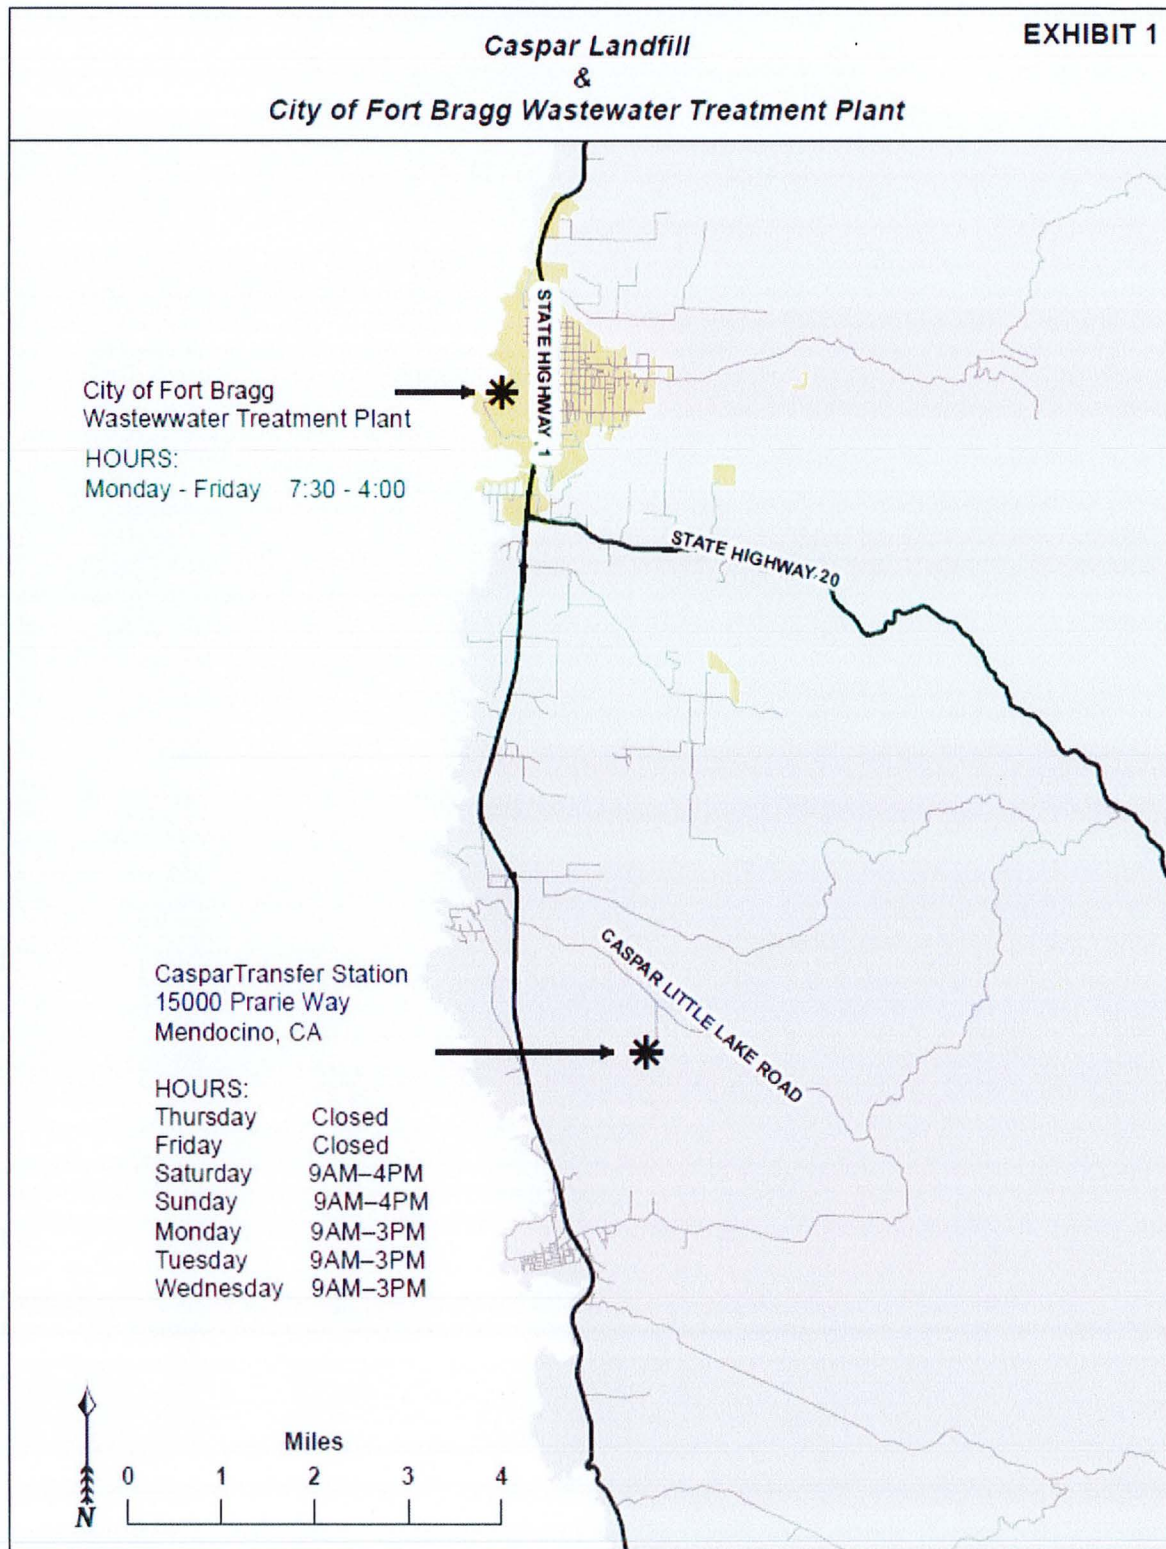 EXHIBIT 1
Caspar Landfill
&
City of Fort Bragg Wastewater Treatment Plant
STATE HIGHWAY 1
City of Fort Bragg
Wastewwater Treatment Plant
HOURS:
Monday - Friday 7:30 - 4:00
STATE HIGHWAY 20
CASPAR LITTLE LAKE ROAD
CasparTransfer Station
15000 Prarie Way
Mendocino, CA
HOURS:
Thursday Closed
Friday Closed
Saturday 9AM–4PM
Sunday 9AM–4PM
Monday 9AM–3PM
Tuesday 9AM–3PM
Wednesday 9AM–3PM
Miles
0 1 2 3 4
N